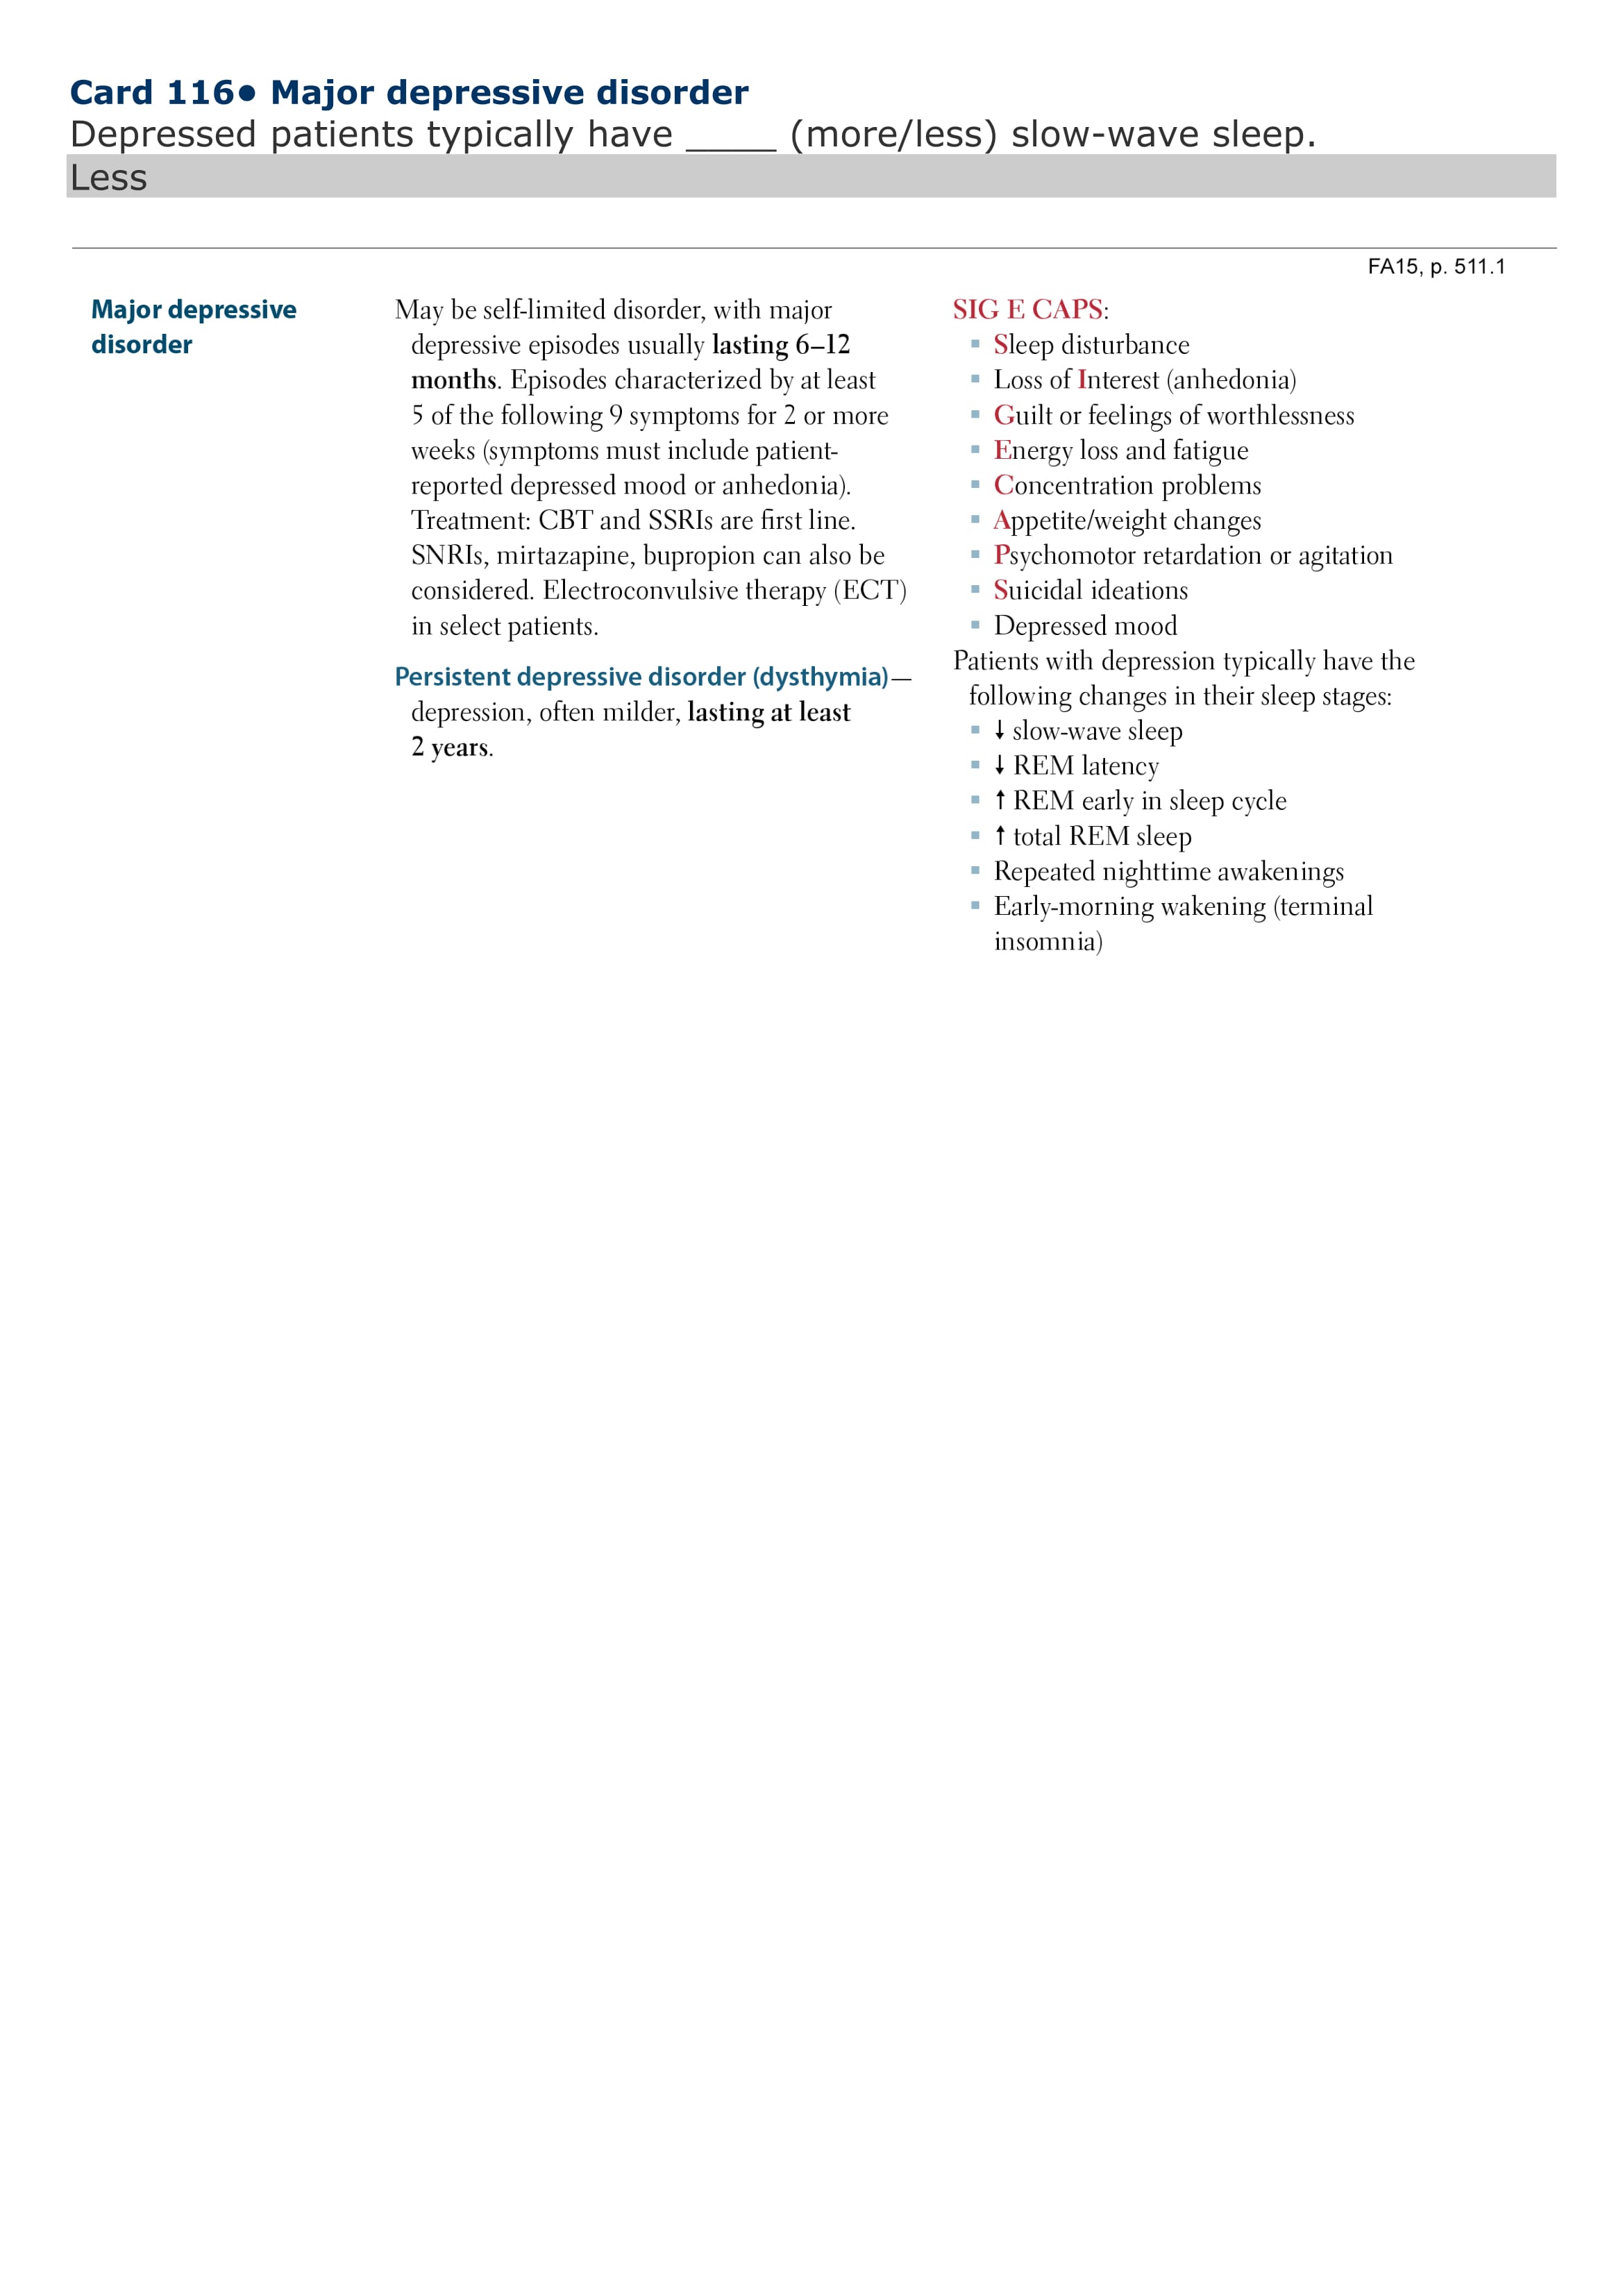 Card 116• Major depressive disorder
Depressed patients typically have _____ (more/less) slow-wave sleep.
Less
FA15, p. 511.1
Major depressive
disorder
May be self-limited disorder, with major
depressive episodes usually lasting 6–12
months. Episodes characterized by at least
5 of the following 9 symptoms for 2 or more
weeks (symptoms must include patient-
reported depressed mood or anhedonia).
Treatment: CBT and SSRIs are first line.
SNRIs, mirtazapine, bupropion can also be
considered. Electroconvulsive therapy (ECT)
in select patients.
Persistent depressive disorder (dysthymia)—
depression, often milder, lasting at least
2 years.
SIG E CAPS:
▪ Sleep disturbance
▪ Loss of Interest (anhedonia)
▪ Guilt or feelings of worthlessness
▪ Energy loss and fatigue
▪ Concentration problems
▪ Appetite/weight changes
▪ Psychomotor retardation or agitation
▪ Suicidal ideations
▪ Depressed mood
Patients with depression typically have the
following changes in their sleep stages:
▪ ↓ slow-wave sleep
▪ ↓ REM latency
▪ ↑ REM early in sleep cycle
▪ ↑ total REM sleep
▪ Repeated nighttime awakenings
▪ Early-morning wakening (terminal
insomnia)